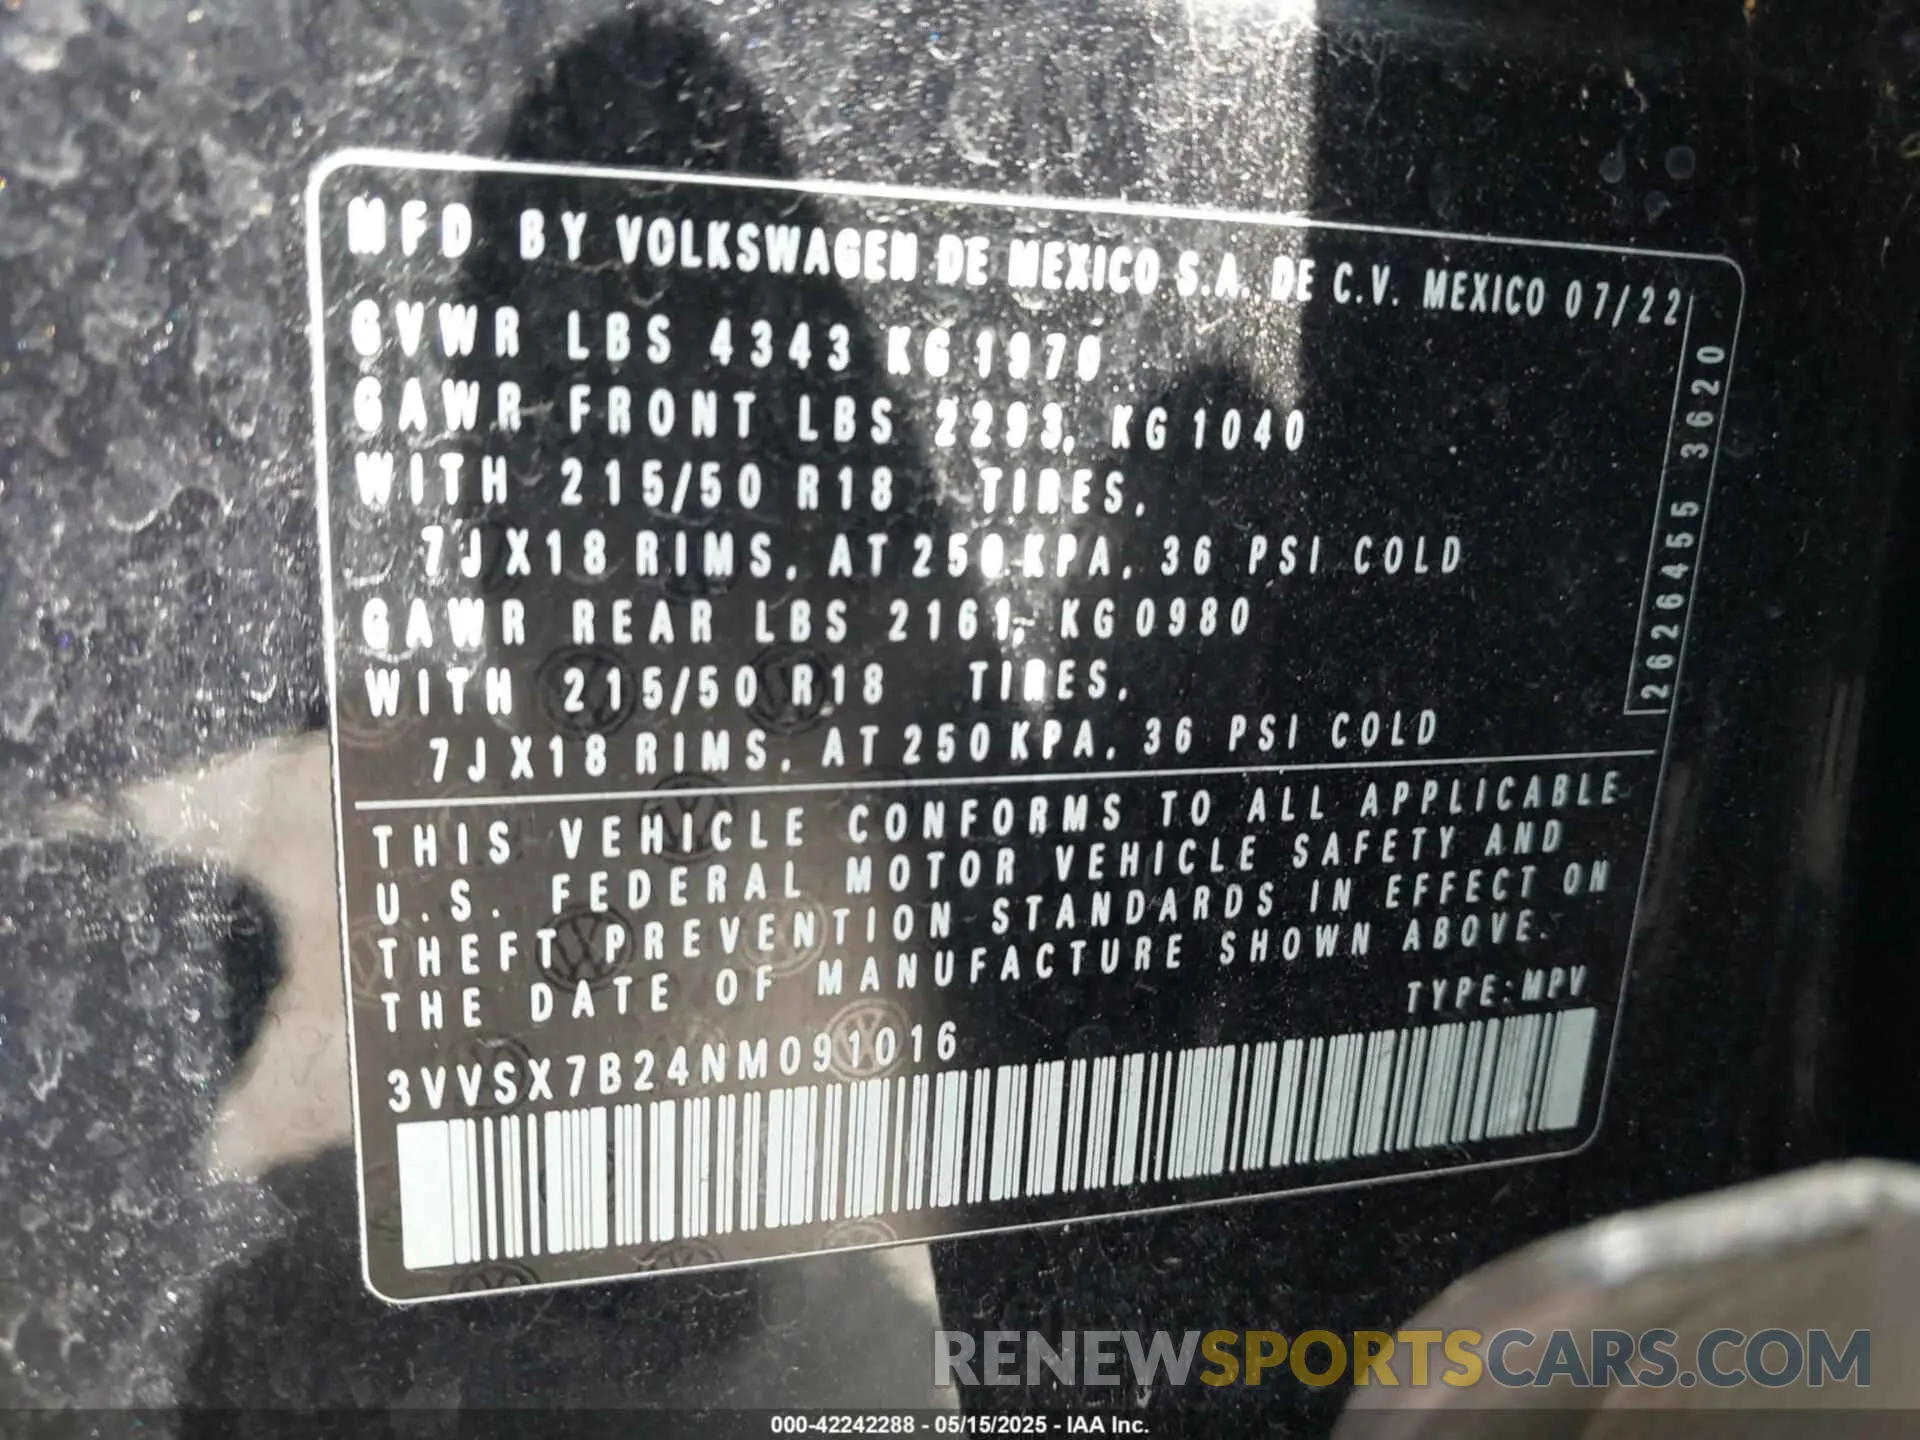 MFD BY VOLKSWAGEN DE MEXICO S.A. DE C.V. MEXICO 07/22
GVWR LBS 4343 KG 1970
GAWR FRONT LBS 2293, KG 1040
WITH 215/50 R18 TIRES,
7J X18 RIMS, AT 250 KPA, 36 PSI COLD
GAWR REAR LBS 2161, KG 0980
WITH 215/50 R18 TIRES,
7J X18 RIMS, AT 250 KPA, 36 PSI COLD
2626455 3620
THIS VEHICLE CONFORMS TO ALL APPLICABLE
U.S. FEDERAL MOTOR VEHICLE SAFETY AND
THEFT PREVENTION STANDARDS IN EFFECT ON
THE DATE OF MANUFACTURE SHOWN ABOVE.
TYPE: MPV
3VVSX7B24NM091016
RENEWSPORTSCARS.COM
000-42242288 - 05/15/2025 - IAA Inc.